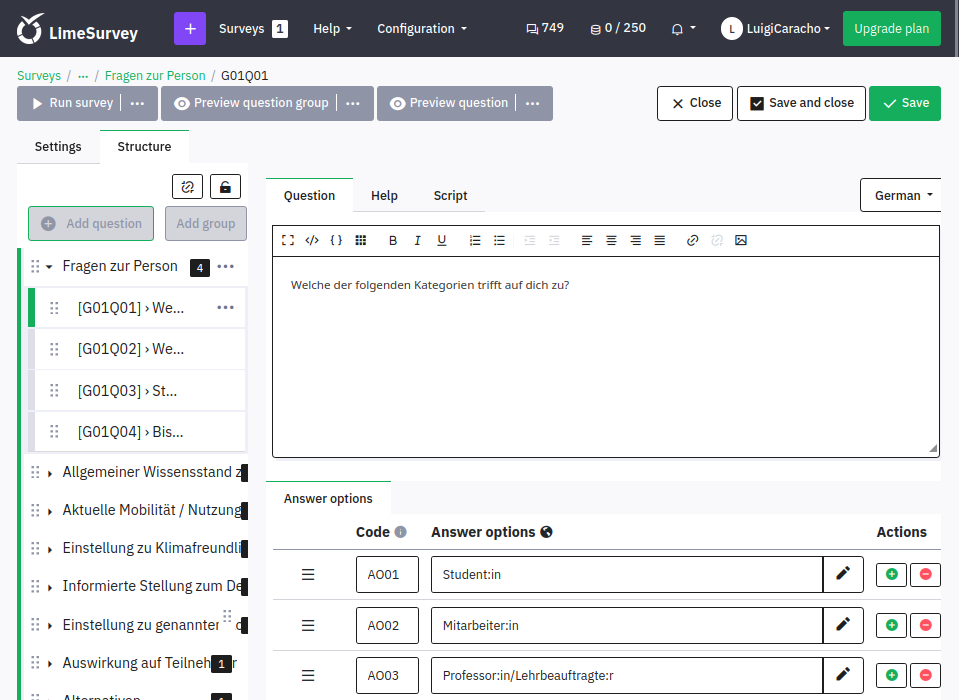 LimeSurvey
+
Surveys 1
Help
Configuration
749
0 / 250
LuigiCaracho
Upgrade plan
Surveys / ... / Fragen zur Person / G01Q01
Run survey ...
Preview question group ...
Preview question ...
Close
Save and close
Save
Settings
Structure
Add question
Add group
Fragen zur Person 4 ...
[G01Q01] › We... ...
[G01Q02] › We...
[G01Q03] › St...
[G01Q04] › Bis...
Allgemeiner Wissensstand z
Aktuelle Mobilität / Nutzung
Einstellung zu Klimafreundli
Informierte Stellung zum De
Einstellung zu genannten
Auswirkung auf Teilneh 1 r
Alternativen
Question
Help
Script
German
</> { } B I U
Welche der folgenden Kategorien trifft auf dich zu?
Answer options
Code Answer options Actions
AO01 Student:in
AO02 Mitarbeiter:in
AO03 Professor:in/Lehrbeauftragte:r